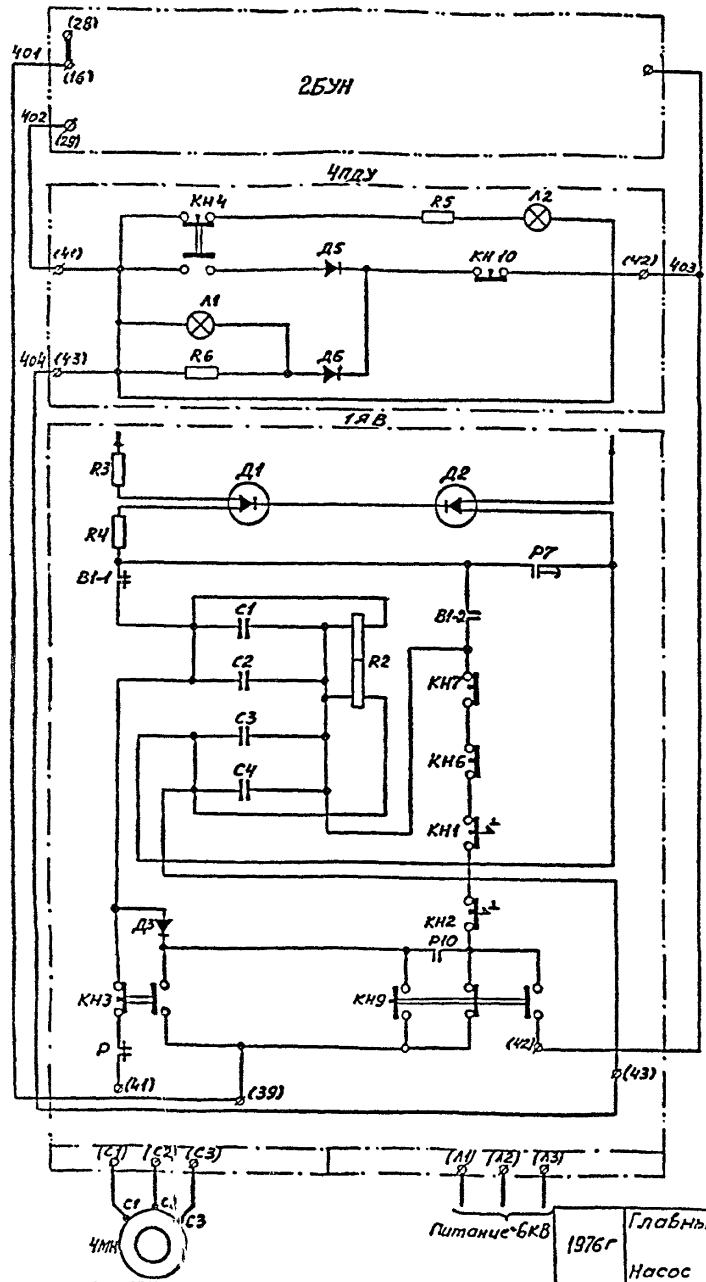 (28)
401
(16)
2БУН
402
(29)
4ПДУ
КН4
R5
Л2
(41)
Д5
КН10
(42)
403
Л1
404
(43)
R6
Д6
1ЯВ
R3
Д1
Д2
R4
В1-1
Р7
С1
В1-2
R2
С2
КН7
С3
КН6
С4
КН1
КН2
Д3
Р10
КН3
КН9
Р
(42)
(41)
(39)
(43)
(С1)
(С2)
(С3)
(Л1)
(Л2)
(Л3)
С1
С3
4МН
Питание~6КВ
1976г
Главны
Насос